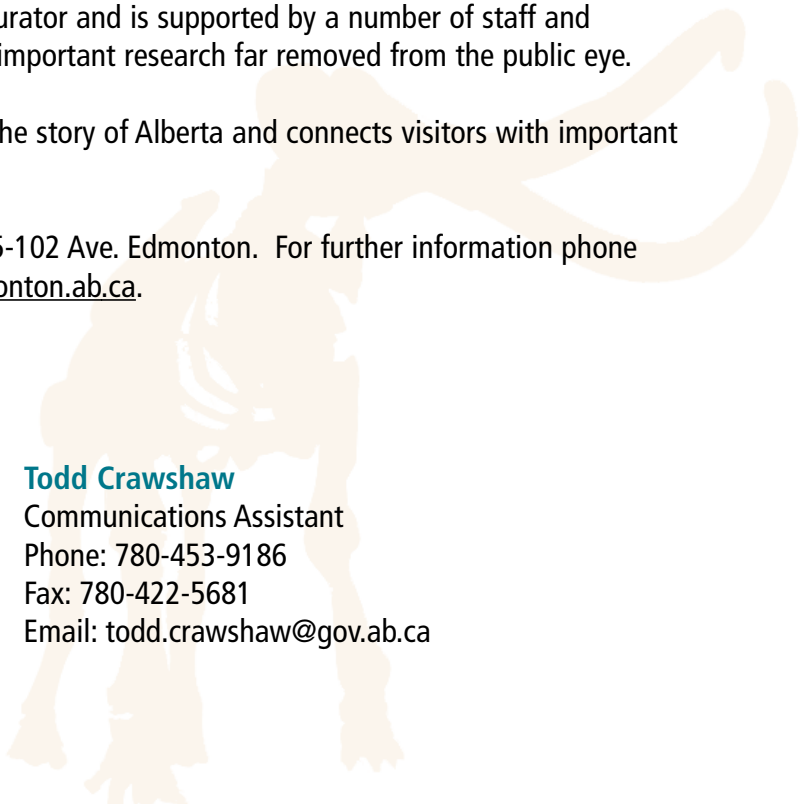 urator and is supported by a number of staff and
important research far removed from the public eye.
he story of Alberta and connects visitors with important
5-102 Ave. Edmonton. For further information phone
onton.ab.ca.
Todd Crawshaw
Communications Assistant
Phone: 780-453-9186
Fax: 780-422-5681
Email: todd.crawshaw@gov.ab.ca